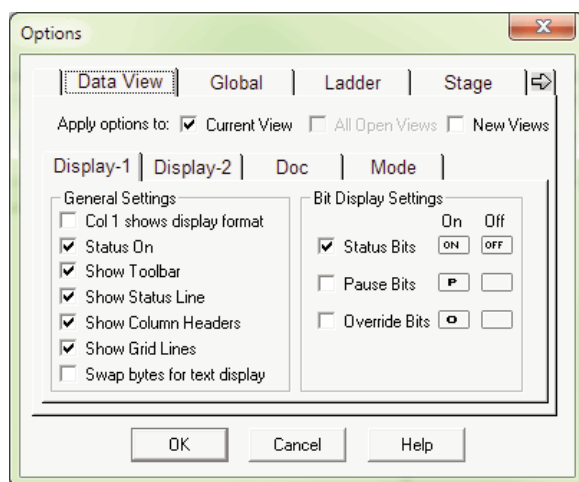 Options
Data View Global Ladder Stage
Apply options to: Current View All Open Views New Views
Display-1 Display-2 Doc Mode
General Settings
Col 1 shows display format
Status On
Show Toolbar
Show Status Line
Show Column Headers
Show Grid Lines
Swap bytes for text display
Bit Display Settings
On Off
Status Bits ON OFF
Pause Bits P
Override Bits O
OK Cancel Help